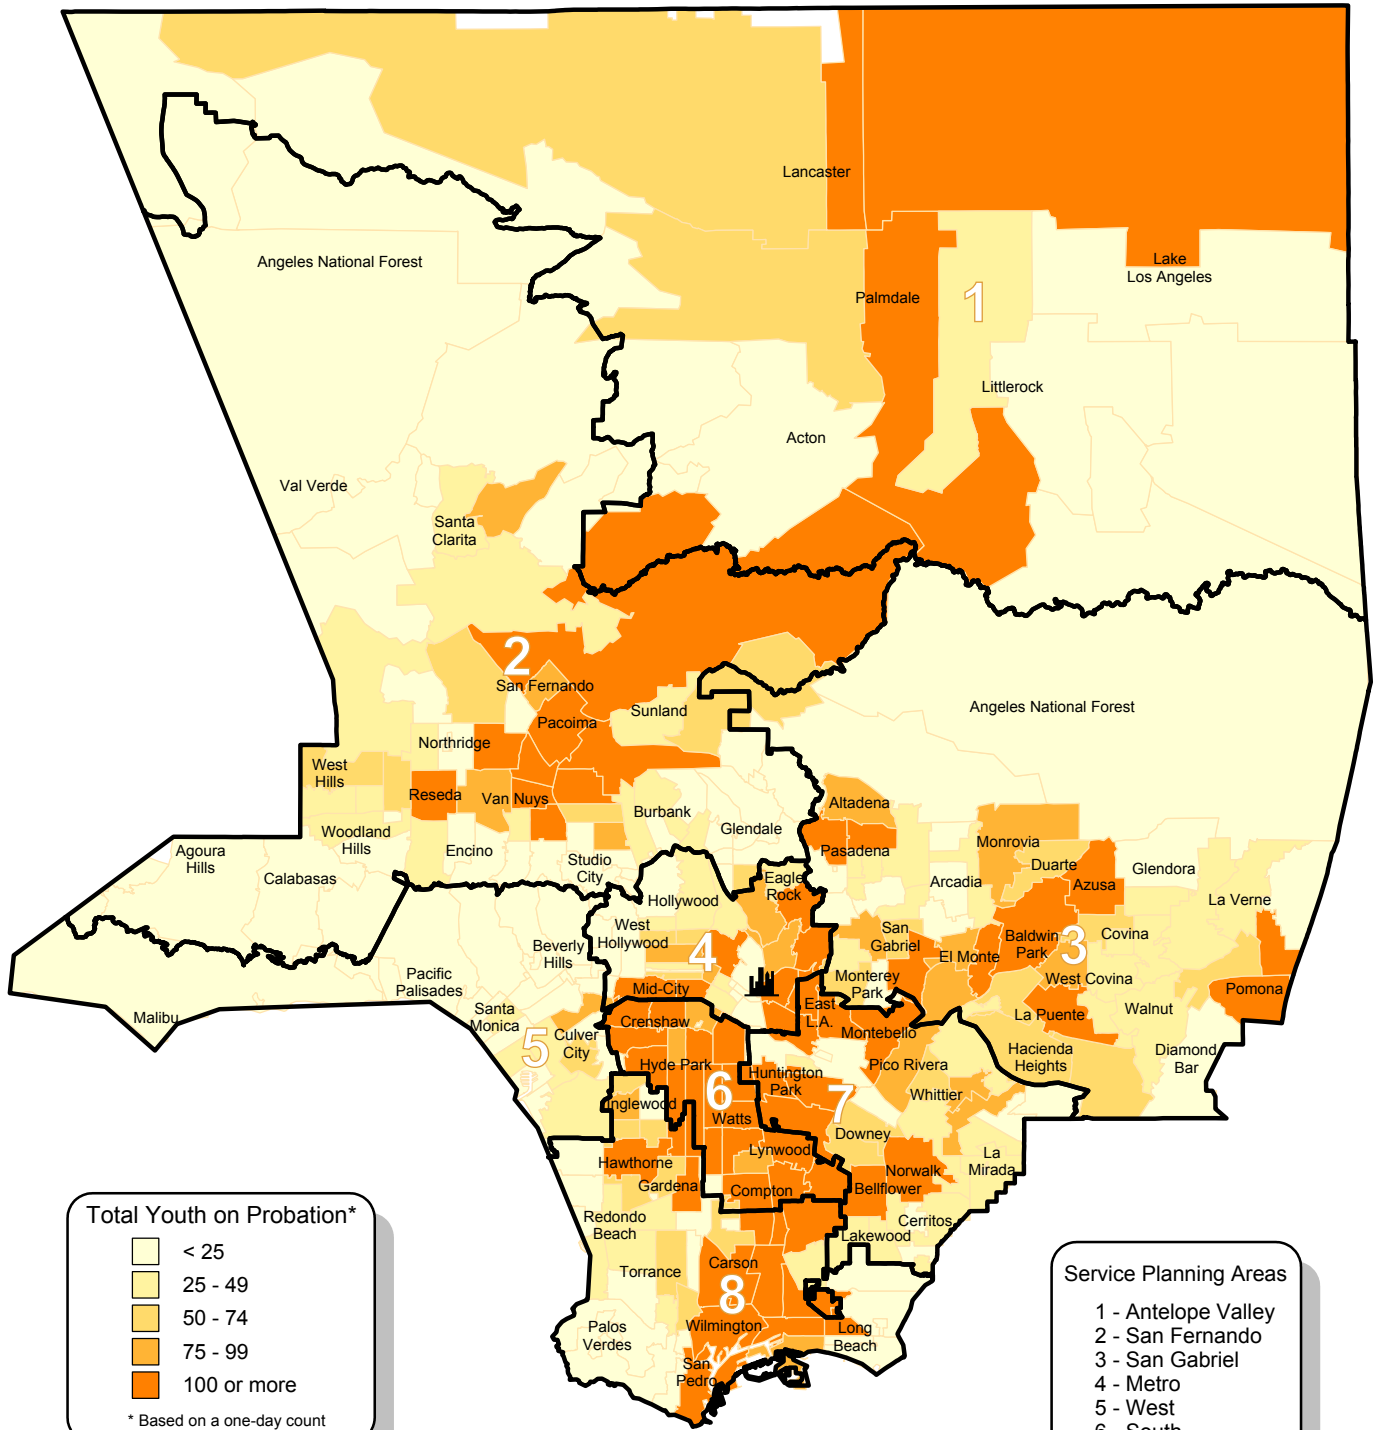 Lancaster
Angeles National Forest
Lake
Los Angeles
Palmdale
1
Littlerock
Acton
Val Verde
Santa
Clarita
2
San Fernando
Sunland
Angeles National Forest
Pacoima
Northridge
West
Hills
Reseda
Van Nuys
Altadena
Burbank
Glendale
Woodland
Hills
Monrovia
Agoura
Hills
Encino
Pasadena
Studio
City
Duarte
Glendora
Calabasas
Eagle
Rock
Arcadia
Azusa
Hollywood
La Verne
West
Hollywood
San
Gabriel
Baldwin
Park
3
Covina
Beverly
Hills
4
El Monte
Pacific
Palisades
Monterey
Park
West Covina
Mid-City
Pomona
Malibu
Santa
Monica
East
L.A.
La Puente
Walnut
Crenshaw
Montebello
5
Culver
City
Hacienda
Heights
Diamond
Bar
Hyde Park
Huntington
Park
Pico Rivera
6
7
Whittier
Inglewood
Watts
Downey
Lynwood
La
Mirada
Hawthorne
Norwalk
Gardena
Compton
Bellflower
Redondo
Beach
Cerritos
Lakewood
Torrance
Carson
8
Wilmington
Palos
Verdes
Long
Beach
San
Pedro
Total Youth on Probation*
< 25
25 - 49
50 - 74
75 - 99
100 or more
* Based on a one-day count
Service Planning Areas
1 - Antelope Valley
2 - San Fernando
3 - San Gabriel
4 - Metro
5 - West
6 - South